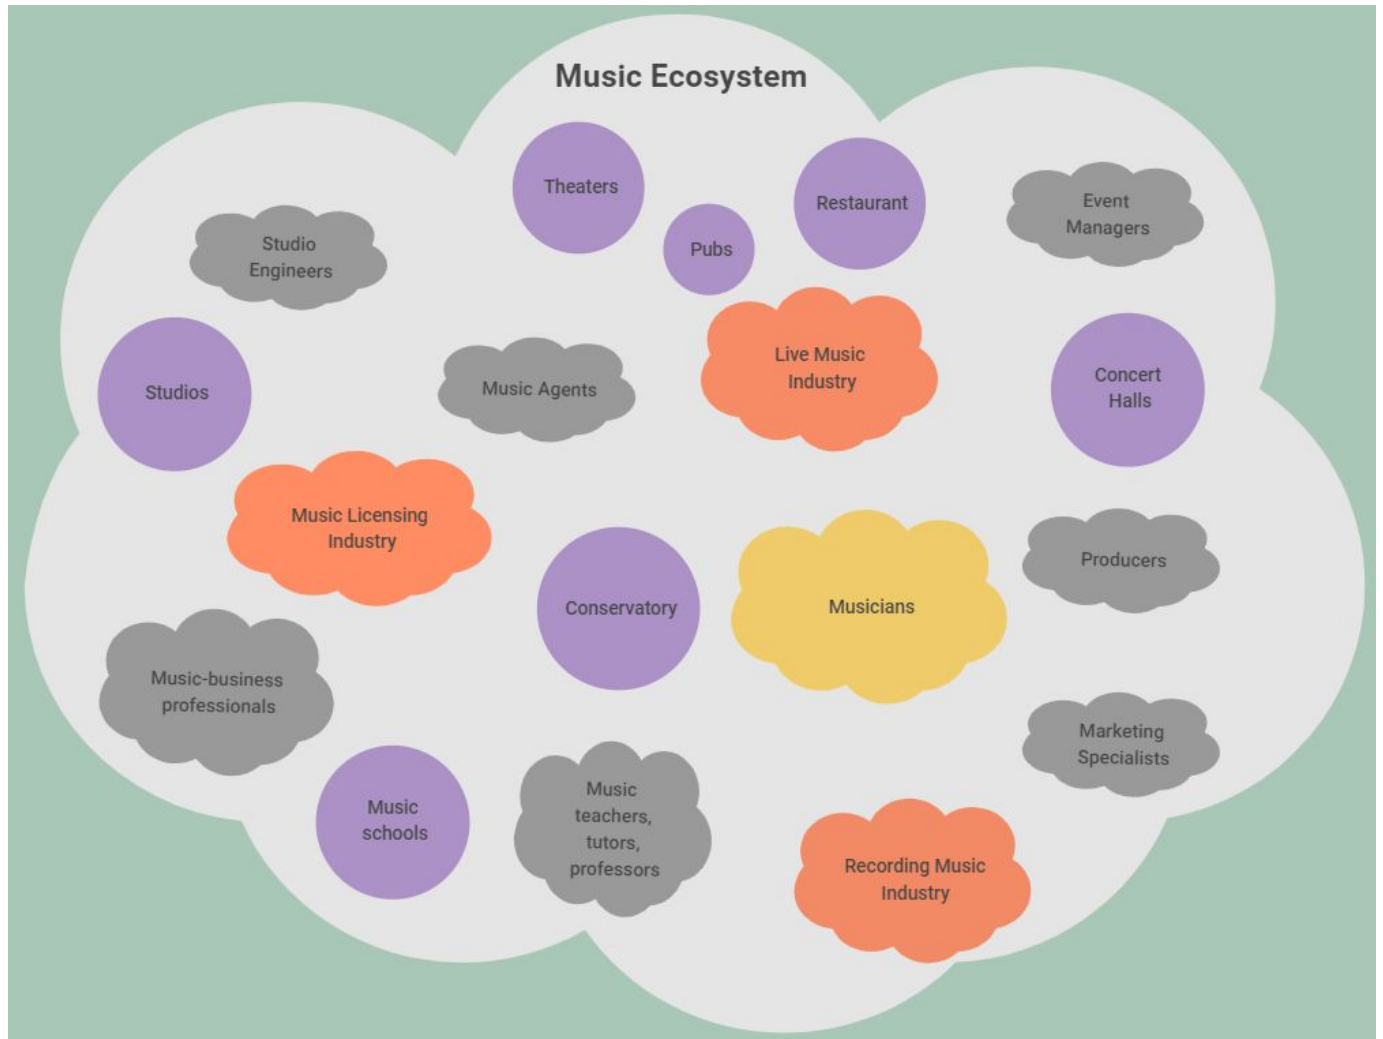 Music Ecosystem
Theaters
Restaurant
Event
Managers
Pubs
Studio
Engineers
Live Music
Industry
Concert
Halls
Studios
Music Agents
Music Licensing
Industry
Producers
Conservatory
Musicians
Music-business
professionals
Marketing
Specialists
Music
schools
Music
teachers,
tutors,
professors
Recording Music
Industry